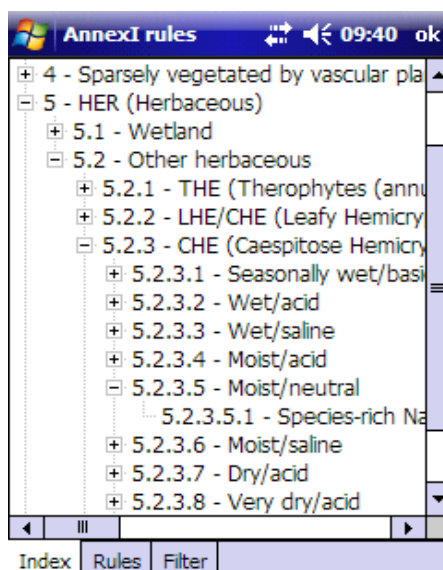 AnnexI rules 09:40 ok
4 - Sparsely vegetated by vascular pla
5 - HER (Herbaceous)
5.1 - Wetland
5.2 - Other herbaceous
5.2.1 - THE (Therophytes (annu
5.2.2 - LHE/CHE (Leafy Hemicry
5.2.3 - CHE (Caespitose Hemicry
5.2.3.1 - Seasonally wet/basi
5.2.3.2 - Wet/acid
5.2.3.3 - Wet/saline
5.2.3.4 - Moist/acid
5.2.3.5 - Moist/neutral
5.2.3.5.1 - Species-rich Na
5.2.3.6 - Moist/saline
5.2.3.7 - Dry/acid
5.2.3.8 - Very dry/acid
Index Rules Filter